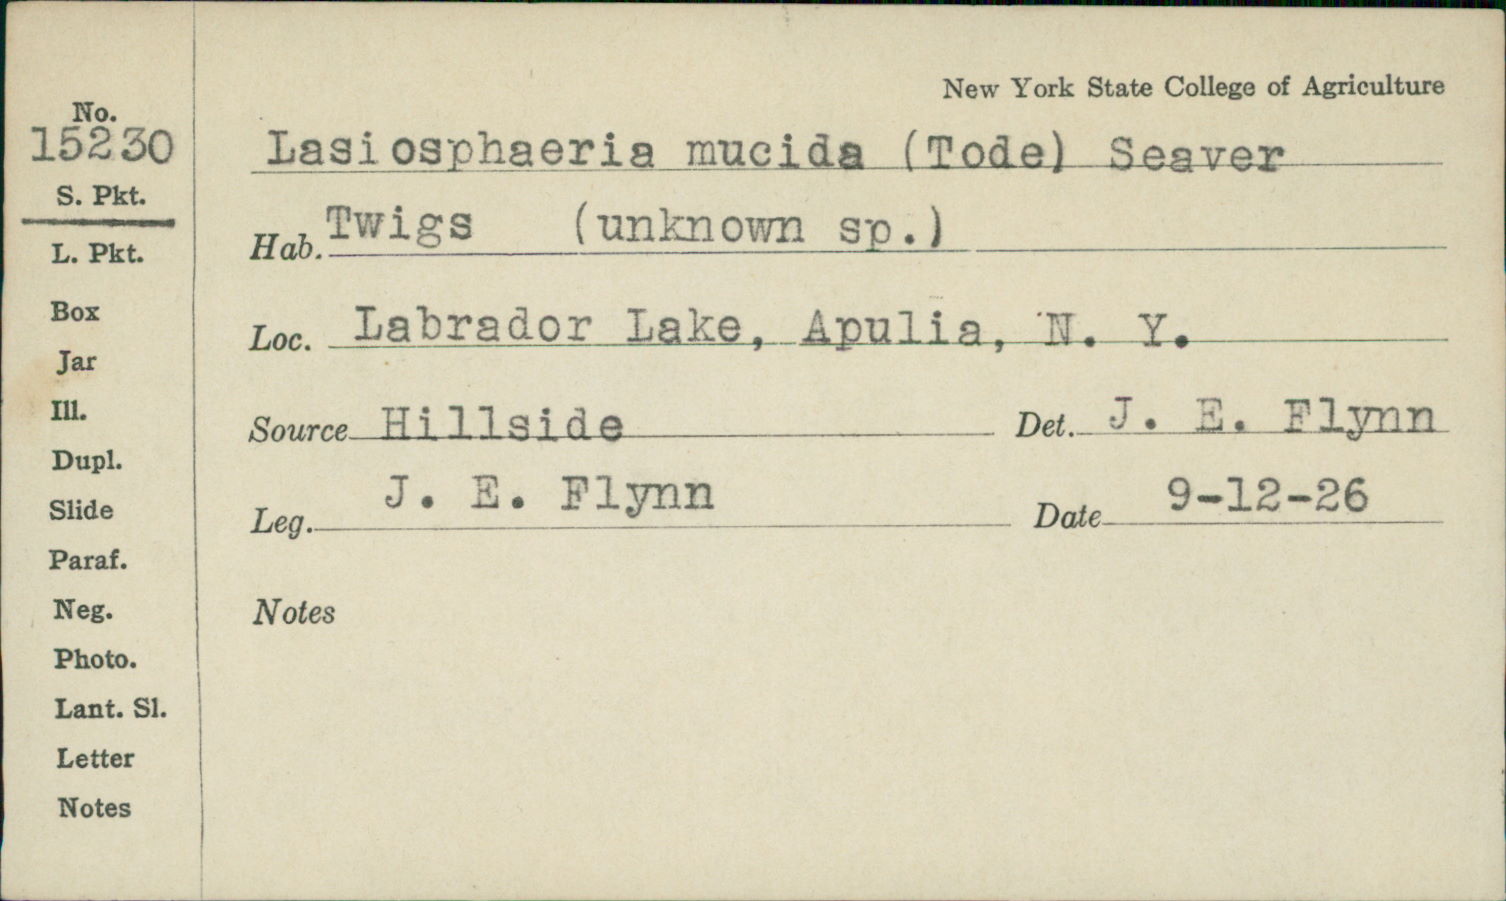 New York State College of Agriculture
No.
15230
S. Pkt.
L. Pkt.
Box
Jar
Ill.
Dupl.
Slide
Paraf.
Neg.
Photo.
Lant. Sl.
Letter
Notes
Lasiosphaeria mucida (Tode) Seaver
Hab. Twigs (unknown sp.)
Loc. Labrador Lake, Apulia, N. Y.
Source Hillside Det. J. E. Flynn
Leg. J. E. Flynn Date 9-12-26
Notes